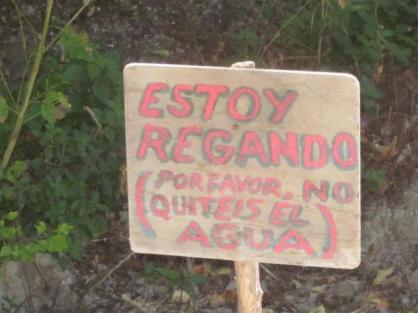 ESTOY
REGANDO
(POR FAVOR, NO
QUITEIS EL
AGUA)